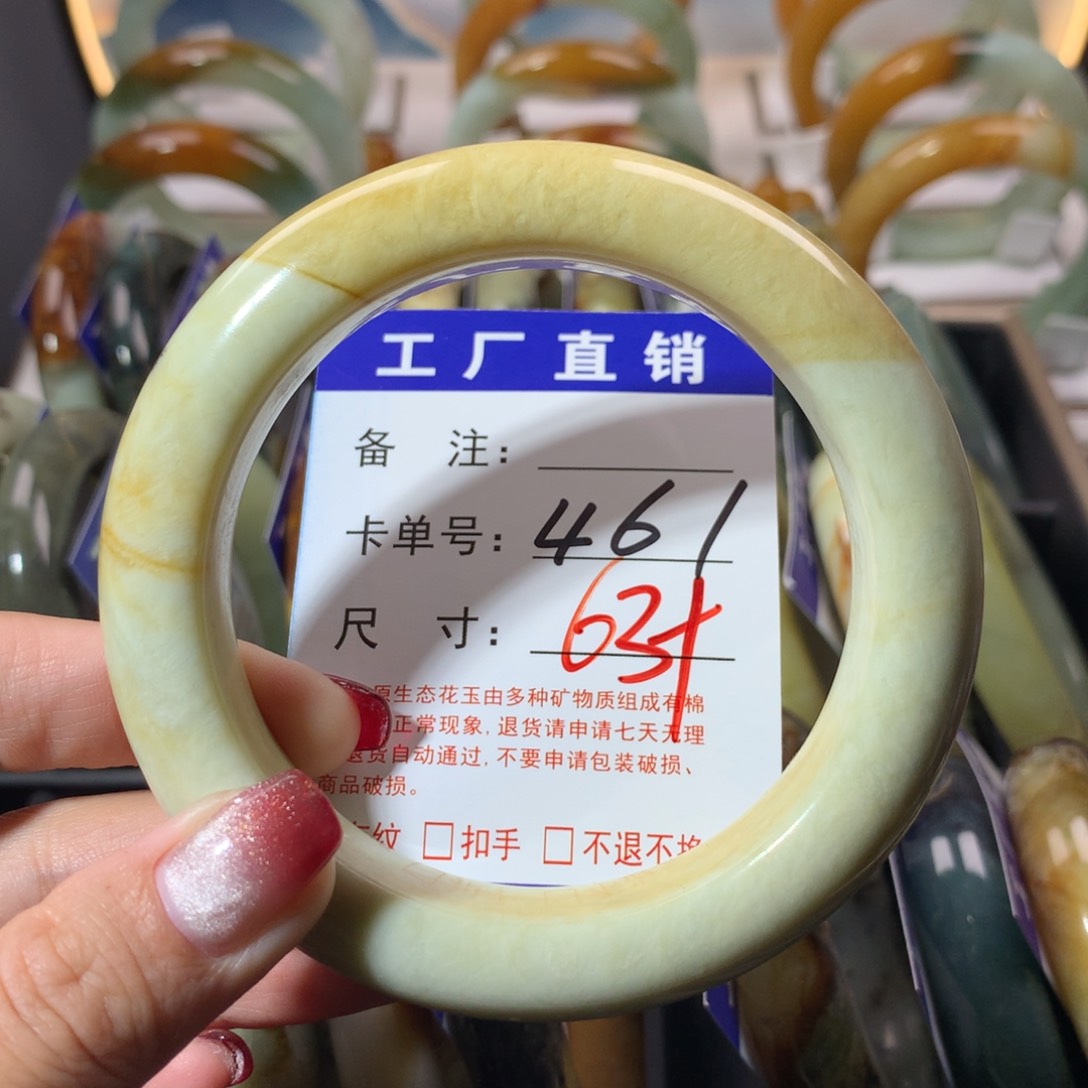 工厂直销
备 注：
卡单号：461
尺 寸：63+
原生态花玉由多种矿物质组成有棉
正常现象，退货请申请七天无理
退货自动通过，不要申请包装破损、
商品破损。
纹 □扣手 □不退不换